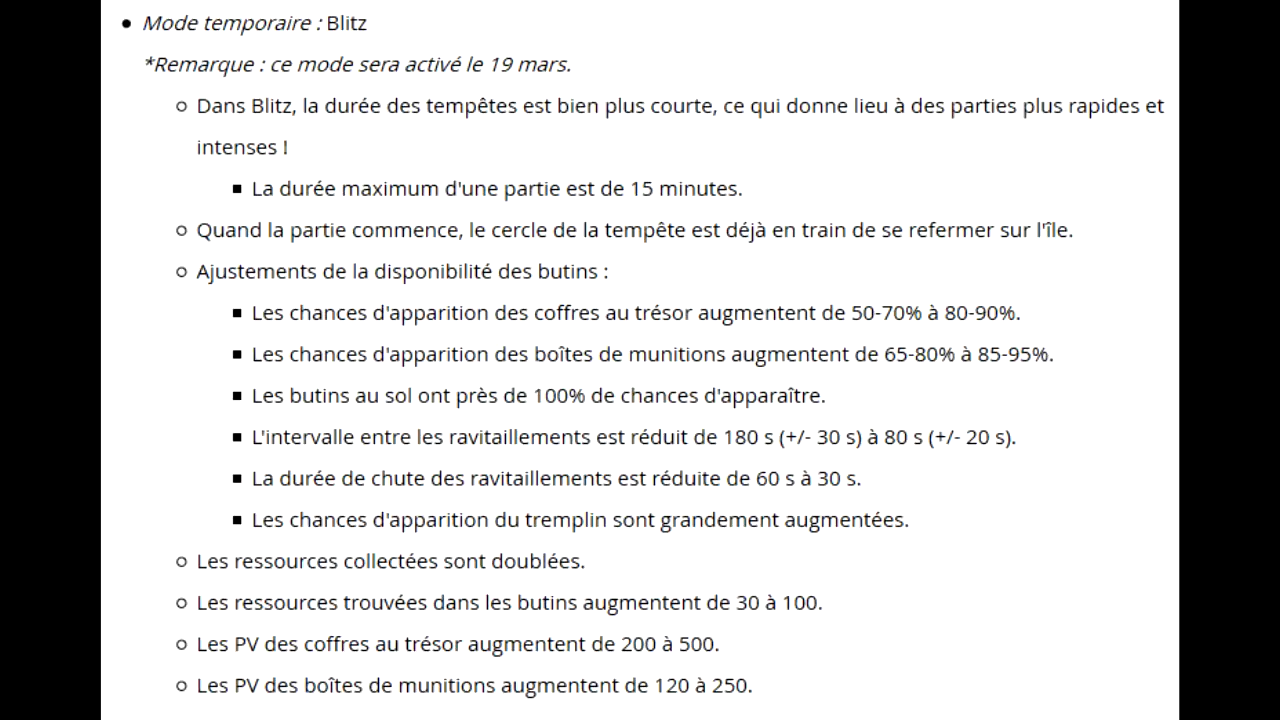 • Mode temporaire : Blitz
*Remarque : ce mode sera activé le 19 mars.
○ Dans Blitz, la durée des tempêtes est bien plus courte, ce qui donne lieu à des parties plus rapides et
intenses !
▪ La durée maximum d'une partie est de 15 minutes.
○ Quand la partie commence, le cercle de la tempête est déjà en train de se refermer sur l'île.
○ Ajustements de la disponibilité des butins :
▪ Les chances d'apparition des coffres au trésor augmentent de 50-70% à 80-90%.
▪ Les chances d'apparition des boîtes de munitions augmentent de 65-80% à 85-95%.
▪ Les butins au sol ont près de 100% de chances d'apparaître.
▪ L'intervalle entre les ravitaillements est réduit de 180 s (+/- 30 s) à 80 s (+/- 20 s).
▪ La durée de chute des ravitaillements est réduite de 60 s à 30 s.
▪ Les chances d'apparition du tremplin sont grandement augmentées.
○ Les ressources collectées sont doublées.
○ Les ressources trouvées dans les butins augmentent de 30 à 100.
○ Les PV des coffres au trésor augmentent de 200 à 500.
○ Les PV des boîtes de munitions augmentent de 120 à 250.